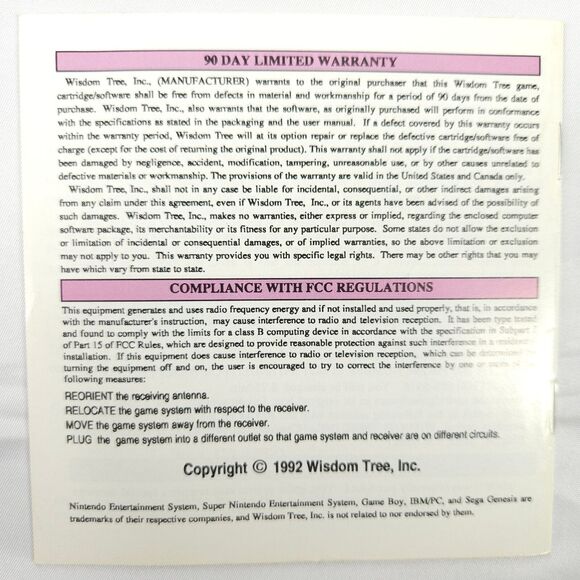 90 DAY LIMITED WARRANTY
Wisdom Tree, Inc., (MANUFACTURER) warrants to the original purchaser that this Wisdom Tree game,
cartridge/software shall be free from defects in material and workmanship for a period of 90 days from the date of
purchase. Wisdom Tree, Inc., also warrants that the software, as originally purchased will perform in conformance
with the specifications as stated in the packaging and the user manual. If a defect covered by this warranty occurs
within the warranty period, Wisdom Tree will at its option repair or replace the defective cartridge/software free of
charge (except for the cost of returning the original product). This warranty shall not apply if the cartridge/software has
been damaged by negligence, accident, modification, tampering, unreasonable use, or by other causes unrelated to
defective materials or workmanship. The provisions of the warranty are valid in the United States and Canada only.
Wisdom Tree, Inc., shall not in any case be liable for incidental, consequential, or other indirect damages arising
from any claim under this agreement, even if Wisdom Tree, Inc., or its agents have been advised of the possibility of
such damages. Wisdom Tree, Inc., makes no warranties, either express or implied, regarding the enclosed computer
software package, its merchantability or its fitness for any particular purpose. Some states do not allow the exclusion
or limitation of incidental or consequential damages, or of implied warranties, so the above limitation or exclusion
may not apply to you. This warranty provides you with specific legal rights. There may be other rights that you may
have which vary from state to state.
COMPLIANCE WITH FCC REGULATIONS
This equipment generates and uses radio frequency energy and if not installed and used properly, that is, in accordance
with the manufacturer's instruction, may cause interference to radio and television reception. It has been type tested
and found to comply with the limits for a class B computing device in accordance with the specification in Subpart
of Part 15 of FCC Rules, which are designed to provide reasonable protection against such interference in a
installation. If this equipment does cause interference to radio or television reception, which can be determined
turning the equipment off and on, the user is encouraged to try to correct the interference by one or more of
following measures:
REORIENT the receiving antenna.
RELOCATE the game system with respect to the receiver.
MOVE the game system away from the receiver.
PLUG the game system into a different outlet so that game system and receiver are on different circuits.
Copyright © 1992 Wisdom Tree, Inc.
Nintendo Entertainment System, Super Nintendo Entertainment System, Game Boy, IBM/PC, and Sega Genesis are
trademarks of their respective companies, and Wisdom Tree, Inc. is not related to nor endorsed by them.